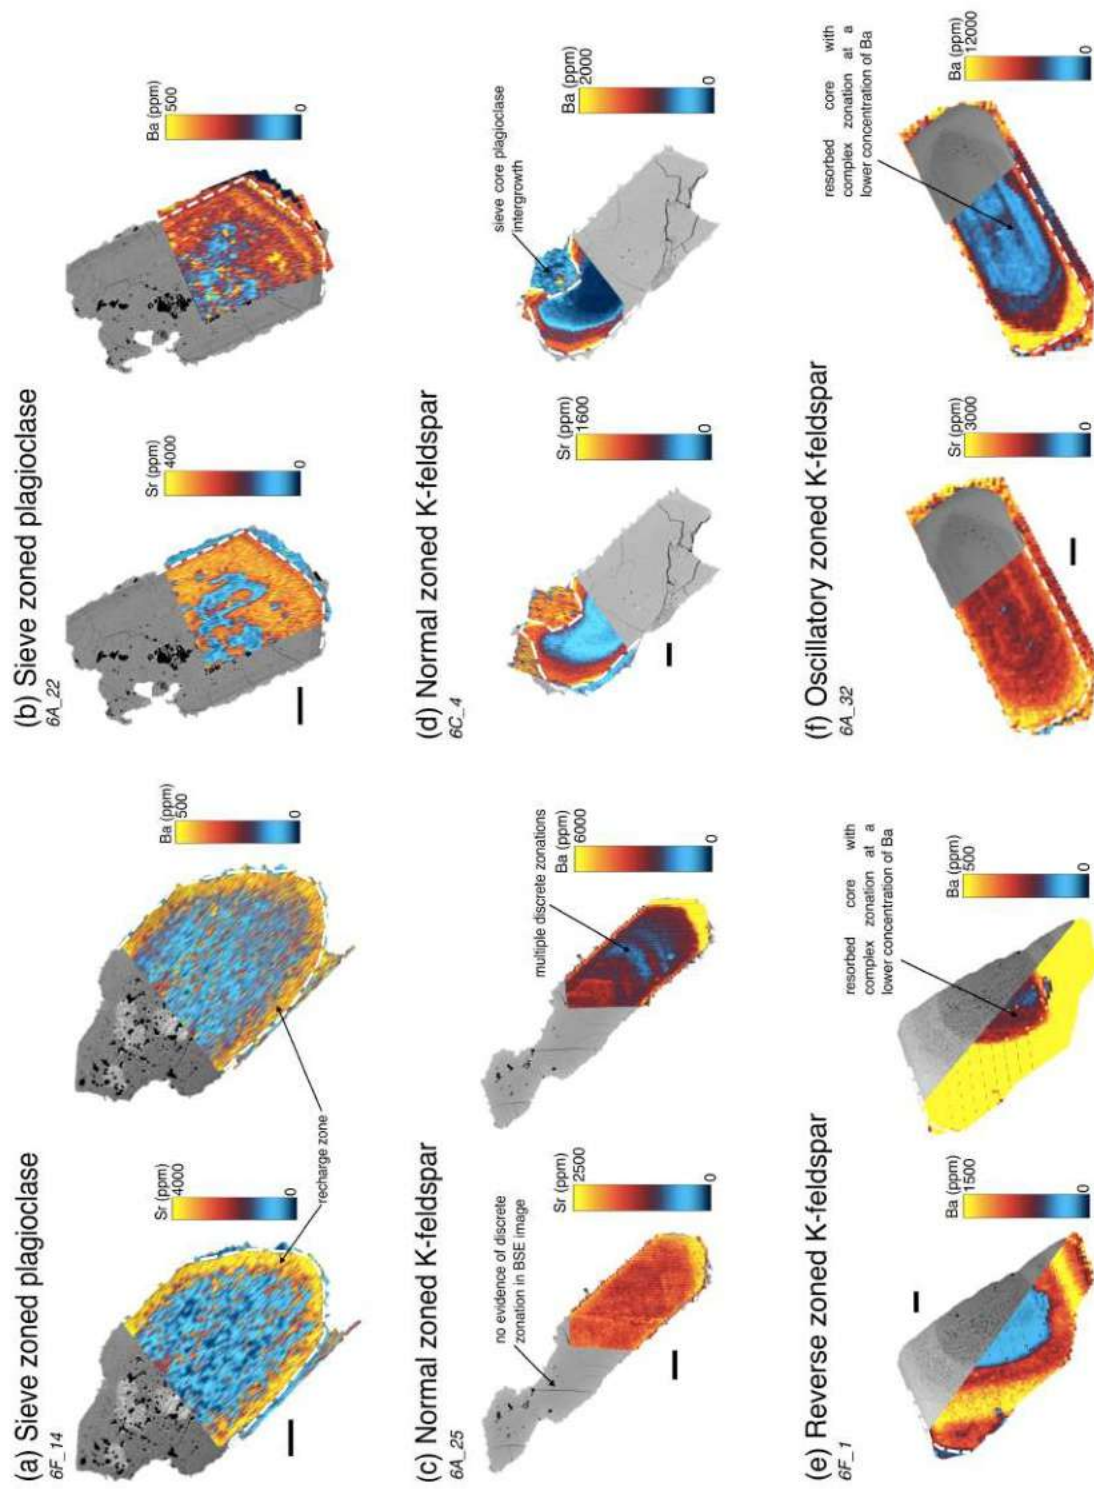 (a) Sieve zoned plagioclase
6F_14
Sr (ppm)
4000
0
Ba (ppm)
500
0
recharge zone
(b) Sieve zoned plagioclase
6A_22
Sr (ppm)
4000
0
Ba (ppm)
500
0
(c) Normal zoned K-feldspar
6A_25
no evidence of discrete
zonation in BSE image
Sr (ppm)
2500
0
multiple discrete zonations
Ba (ppm)
6000
0
(d) Normal zoned K-feldspar
6C_4
Sr (ppm)
1600
0
sieve core plagioclase
intergrowth
Ba (ppm)
2000
0
(e) Reverse zoned K-feldspar
6F_1
Ba (ppm)
1500
0
resorbed core with
complex zonation at a
lower concentration of Ba
Ba (ppm)
500
0
(f) Oscillatory zoned K-feldspar
6A_32
Sr (ppm)
3000
0
resorbed core with
complex zonation at a
lower concentration of Ba
Ba (ppm)
12000
0